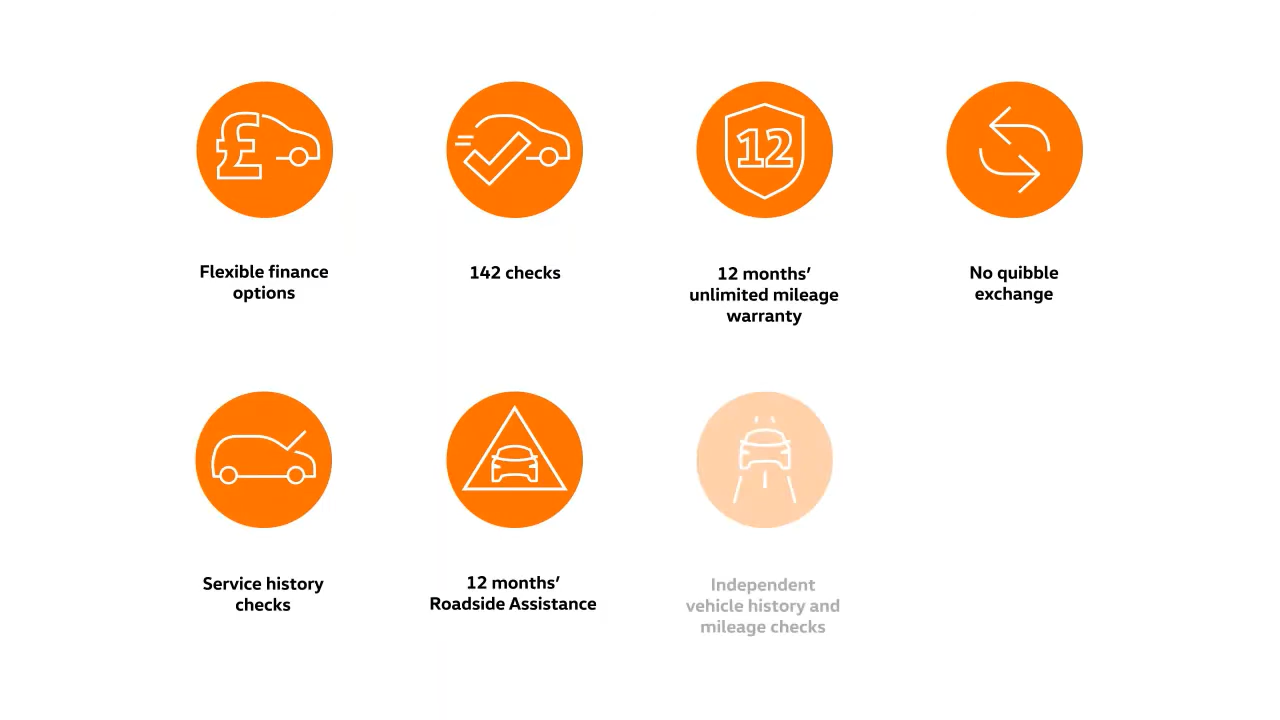 £
12
Flexible finance
options
142 checks
12 months’
unlimited mileage
warranty
No quibble
exchange
Service history
checks
12 months’
Roadside Assistance
Independent
vehicle history and
mileage checks